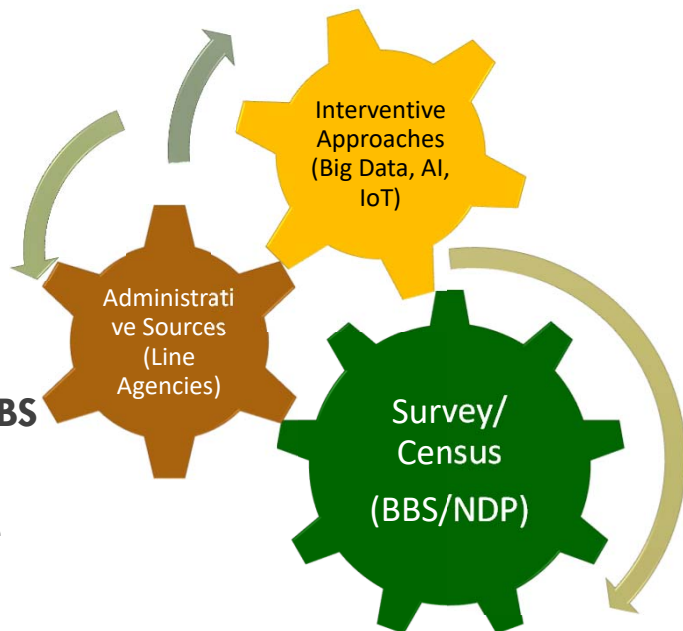 Interventive
Approaches
(Big Data, AI,
IoT)
Administrati
ve Sources
(Line
Agencies)
BS
Survey/
Census
(BBS/NDP)